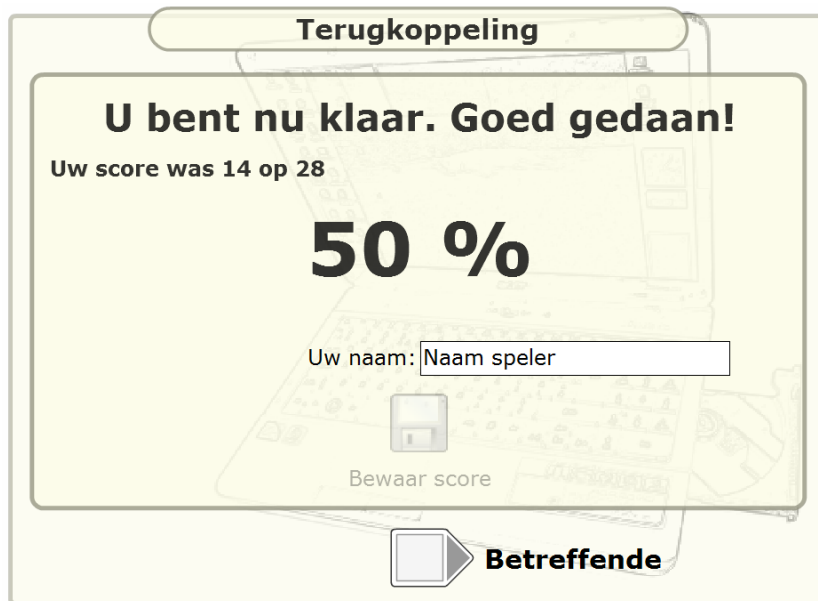 Terugkoppeling
U bent nu klaar. Goed gedaan!
Uw score was 14 op 28
50 %
Uw naam: Naam speler
Bewaar score
Betreffende